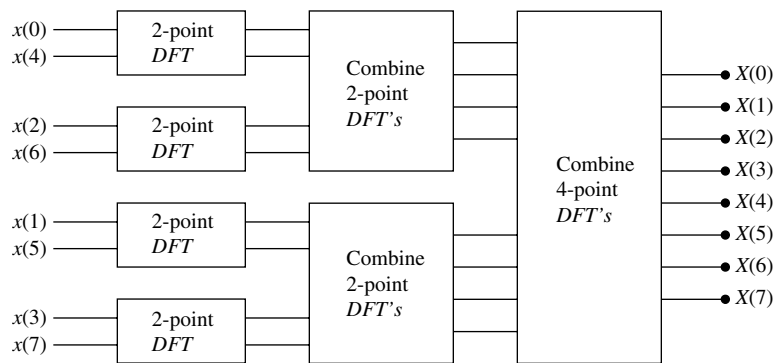 x(0)
x(4)
2-point
DFT
x(2)
x(6)
2-point
DFT
x(1)
x(5)
2-point
DFT
x(3)
x(7)
2-point
DFT
Combine
2-point
DFT's
Combine
2-point
DFT's
Combine
4-point
DFT's
X(0)
X(1)
X(2)
X(3)
X(4)
X(5)
X(6)
X(7)